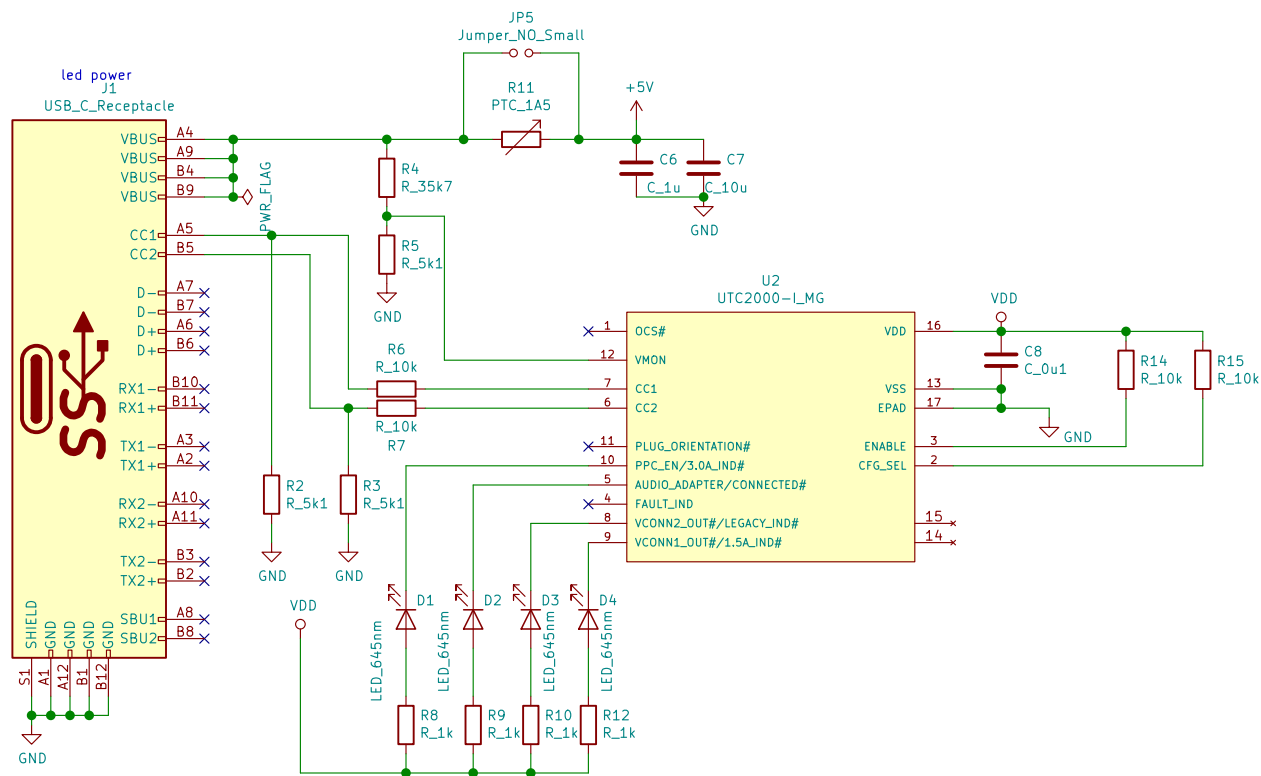 JP5
Jumper_NO_Small
led power
J1
USB_C_Receptacle
R11
PTC_1A5
+5V
VBUS A4
VBUS A9
VBUS B4
VBUS B9
PWR_FLAG
R4
R_35k7
C6
C_1u
C7
C_10u
GND
CC1 A5
CC2 B5
R5
R_5k1
GND
D- A7
D- B7
D+ A6
D+ B6
RX1- B10
RX1+ B11
TX1- A3
TX1+ A2
RX2- A10
RX2+ A11
TX2- B3
TX2+ B2
SBU1 A8
SBU2 B8
SS
SHIELD
GND
GND
GND
GND
S1
A1
A12
B1
B12
GND
R6
R_10k
R_10k
R7
R2
R_5k1
GND
R3
R_5k1
GND
U2
UTC2000-I_MG
1 OCS#
12 VMON
7 CC1
6 CC2
11 PLUG_ORIENTATION#
10 PPC_EN/3.0A_IND#
5 AUDIO_ADAPTER/CONNECTED#
4 FAULT_IND
8 VCONN2_OUT#/LEGACY_IND#
9 VCONN1_OUT#/1.5A_IND#
VDD 16
VSS 13
EPAD 17
ENABLE 3
CFG_SEL 2
15
14
VDD
C8
C_0u1
GND
R14
R_10k
R15
R_10k
VDD
D1
LED_645nm
D2
LED_645nm
D3
LED_645nm
D4
LED_645nm
R8
R_1k
R9
R_1k
R10
R_1k
R12
R_1k